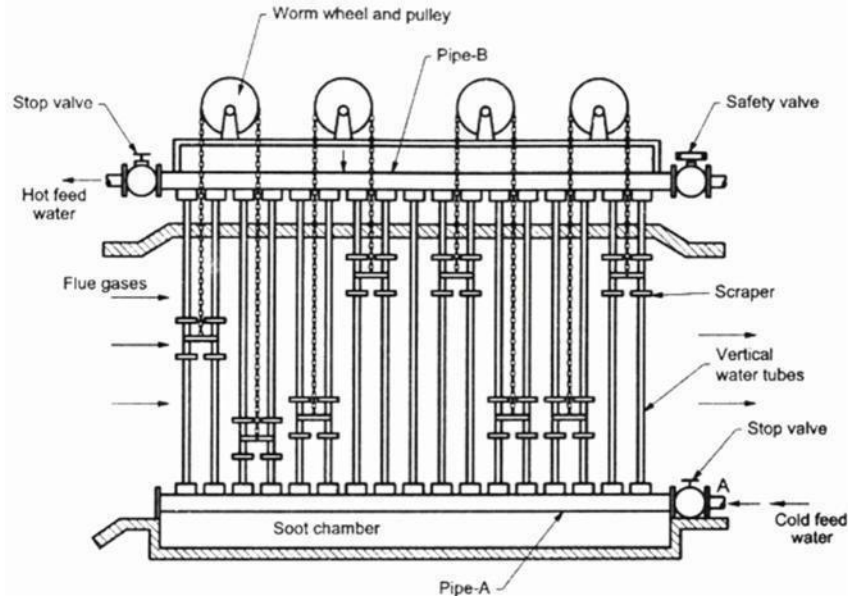 Worm wheel and pulley
Pipe-B
Stop valve
Safety valve
Hot feed
water
Flue gases
Scraper
Vertical
water tubes
Stop valve
A
Soot chamber
Cold feed
water
Pipe-A